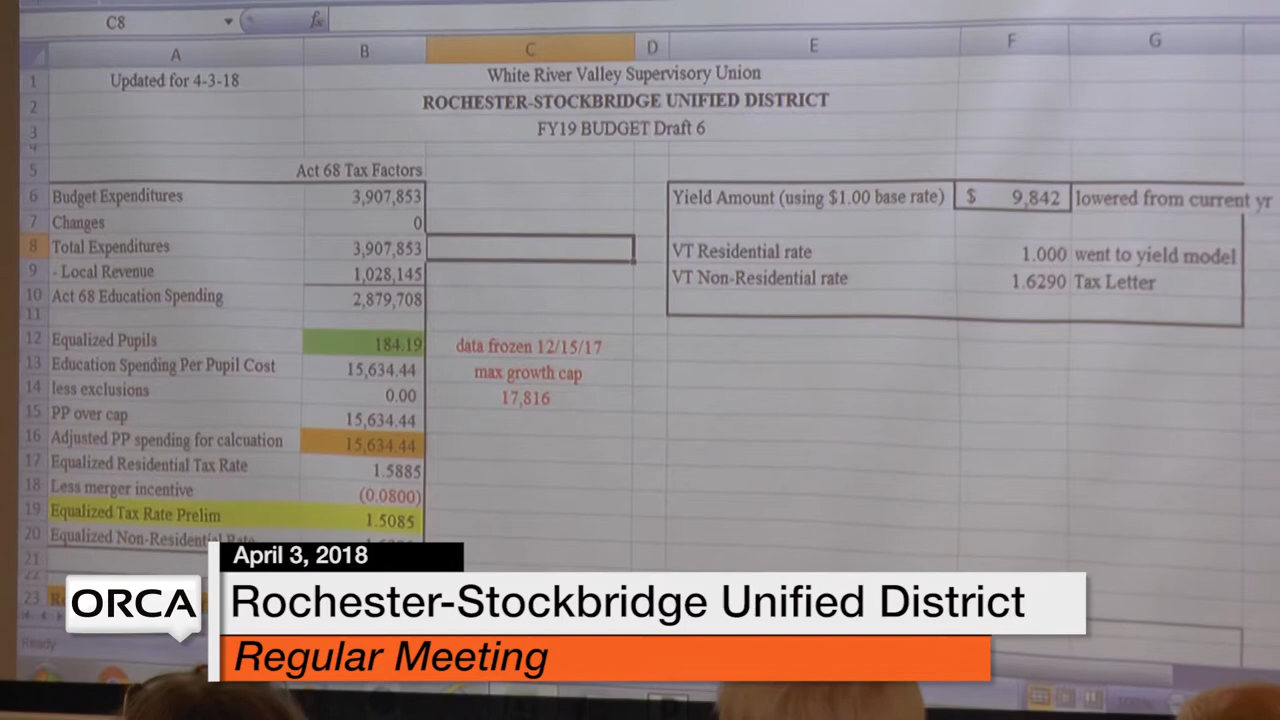 C8 fx
A B C D E F G
1 Updated for 4-3-18 White River Valley Supervisory Union
2 ROCHESTER-STOCKBRIDGE UNIFIED DISTRICT
3 FY19 BUDGET Draft 6
4
5 Act 68 Tax Factors
6 Budget Expenditures 3,907,853 Yield Amount (using $1.00 base rate) $ 9,842 lowered from current yr
7 Changes 0
8 Total Expenditures 3,907,853 VT Residential rate 1.000 went to yield model
9 - Local Revenue 1,028,145 VT Non-Residential rate 1.6290 Tax Letter
10 Act 68 Education Spending 2,879,708
11
12 Equalized Pupils 184.19 data frozen 12/15/17
13 Education Spending Per Pupil Cost 15,634.44 max growth cap
14 less exclusions 0.00 17,816
15 PP over cap 15,634.44
16 Adjusted PP spending for calcuation 15,634.44
17 Equalized Residential Tax Rate 1.5885
18 Less merger incentive (0.0800)
19 Equalized Tax Rate Prelim 1.5085
20 Equalized Non-Residential Rate
21
22
23
Ready
April 3, 2018
ORCA Rochester-Stockbridge Unified District
Regular Meeting